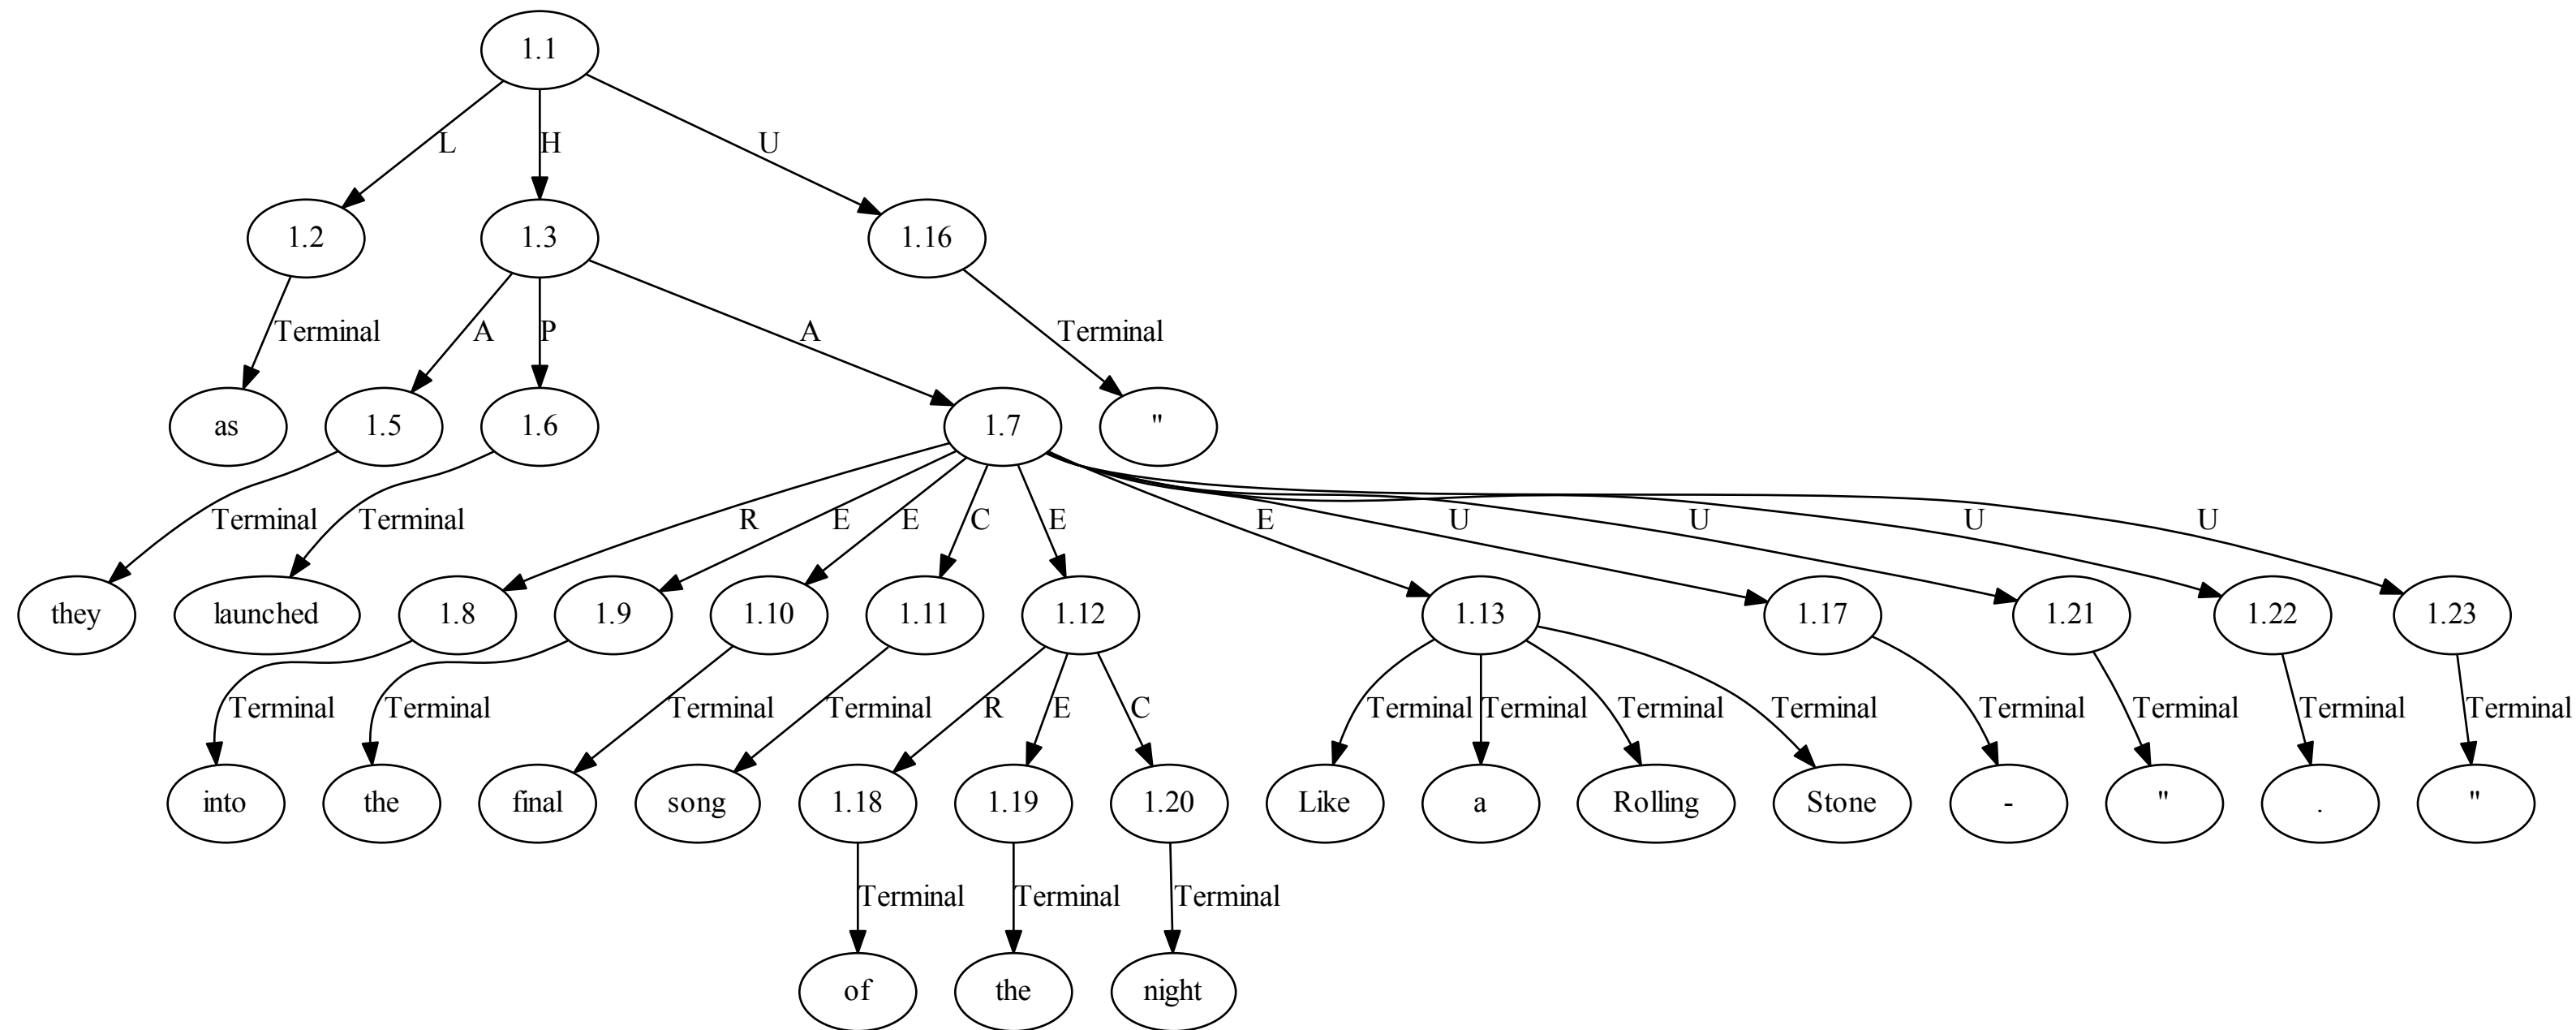 1.1
L H U
1.2 1.3 1.16
Terminal A P A Terminal
as 1.5 1.6 1.7 "
Terminal Terminal R E E C E E U U U U
they launched 1.8 1.9 1.10 1.11 1.12 1.13 1.17 1.21 1.22 1.23
Terminal Terminal Terminal Terminal R E C Terminal Terminal Terminal Terminal Terminal Terminal Terminal Terminal
into the final song 1.18 1.19 1.20 Like a Rolling Stone - " . "
Terminal Terminal Terminal
of the night